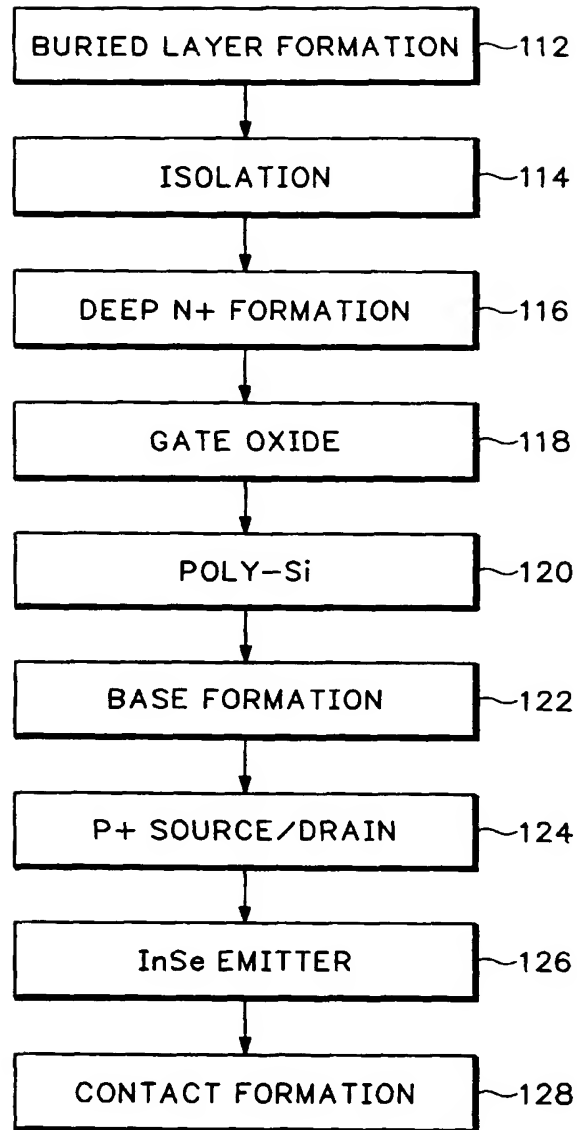 BURIED LAYER FORMATION 112
ISOLATION 114
DEEP N+ FORMATION 116
GATE OXIDE 118
POLY-Si 120
BASE FORMATION 122
P+ SOURCE/DRAIN 124
InSe EMITTER 126
CONTACT FORMATION 128